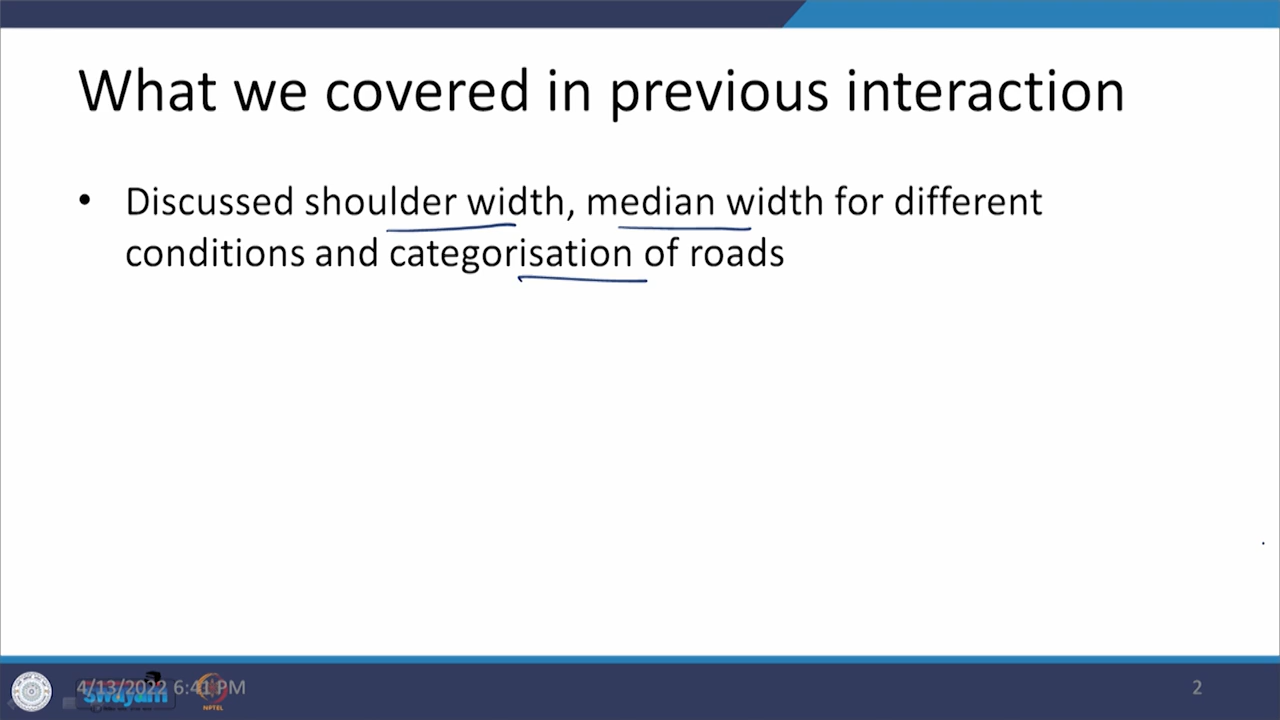 What we covered in previous interaction
• Discussed shoulder width, median width for different
conditions and categorisation of roads
4/13/2022 6:41 PM
swayam
NPTEL
2